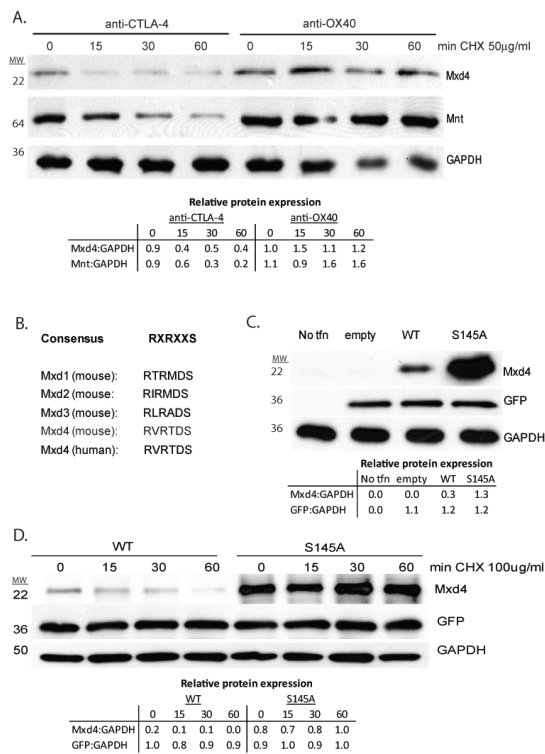 A.
anti-CTLA-4 anti-OX40
0 15 30 60 0 15 30 60 min CHX 50µg/ml
MW
22 Mxd4
64 Mnt
36 GAPDH
Relative protein expression
anti-CTLA-4 anti-OX40
0 15 30 60 0 15 30 60
Mxd4:GAPDH 0.9 0.4 0.5 0.4 1.0 1.5 1.1 1.2
Mnt:GAPDH 0.9 0.6 0.3 0.2 1.1 0.9 1.6 1.6
B.
Consensus RXRXXS
Mxd1 (mouse): RTRMDS
Mxd2 (mouse): RIRMDS
Mxd3 (mouse): RLRADS
Mxd4 (mouse): RVRTDS
Mxd4 (human): RVRTDS
C.
No tfn empty WT S145A
MW
22 Mxd4
36 GFP
36 GAPDH
Relative protein expression
No tfn empty WT S145A
Mxd4:GAPDH 0.0 0.0 0.3 1.3
GFP:GAPDH 0.0 1.1 1.2 1.2
D.
WT S145A
0 15 30 60 0 15 30 60 min CHX 100ug/ml
MW
22 Mxd4
36 GFP
50 GAPDH
Relative protein expression
WT S145A
0 15 30 60 0 15 30 60
Mxd4:GAPDH 0.2 0.1 0.1 0.0 0.8 0.7 0.8 1.0
GFP:GAPDH 1.0 0.8 0.9 0.9 0.9 1.0 0.9 1.0